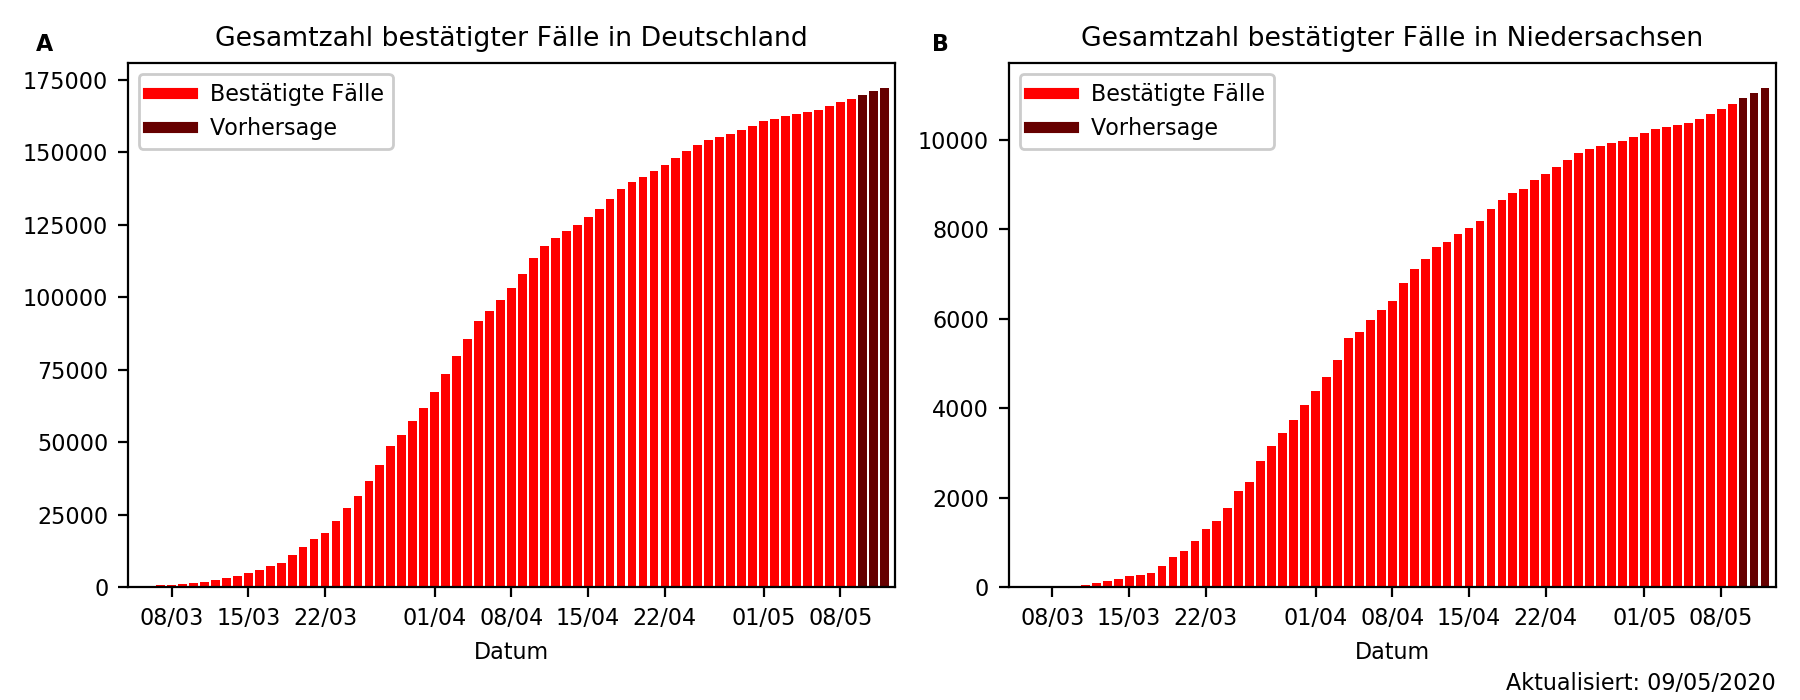 A
Gesamtzahl bestätigter Fälle in Deutschland
Bestätigte Fälle
Vorhersage
175000
150000
125000
100000
75000
50000
25000
0
08/03 15/03 22/03 01/04 08/04 15/04 22/04 01/05 08/05
Datum
B
Gesamtzahl bestätigter Fälle in Niedersachsen
Bestätigte Fälle
Vorhersage
10000
8000
6000
4000
2000
0
08/03 15/03 22/03 01/04 08/04 15/04 22/04 01/05 08/05
Datum
Aktualisiert: 09/05/2020